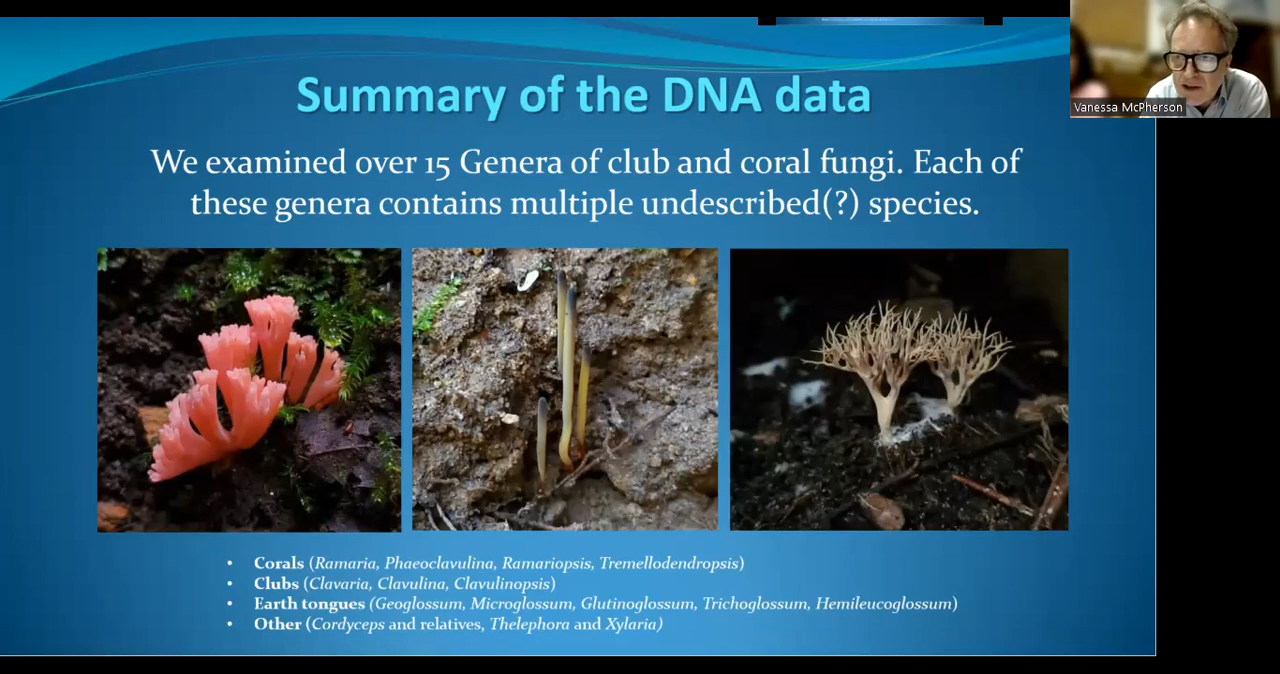 Summary of the DNA data
Vanessa McPherson
We examined over 15 Genera of club and coral fungi. Each of
these genera contains multiple undescribed(?) species.
• Corals (Ramaria, Phaeoclavulina, Ramariopsis, Tremellodendropsis)
• Clubs (Clavaria, Clavulina, Clavulinopsis)
• Earth tongues (Geoglossum, Microglossum, Glutinoglossum, Trichoglossum, Hemileucoglossum)
• Other (Cordyceps and relatives, Thelephora and Xylaria)